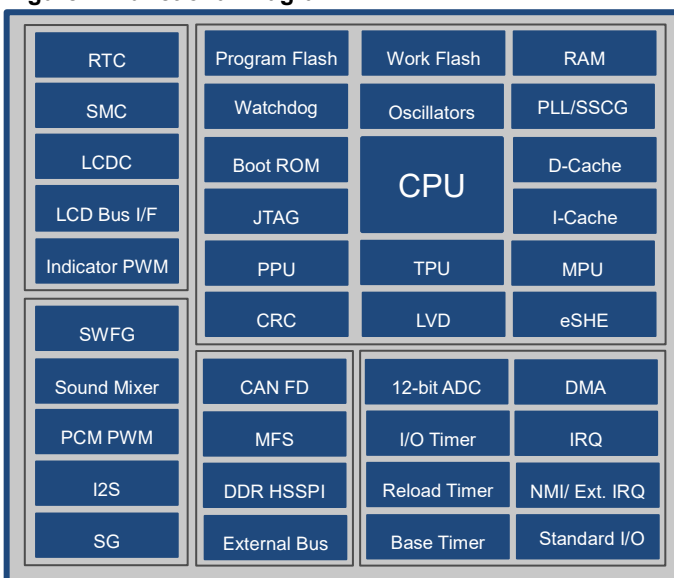 RTC
SMC
LCDC
LCD Bus I/F
Indicator PWM
Program Flash
Work Flash
RAM
Watchdog
Oscillators
PLL/SSCG
Boot ROM
CPU
D-Cache
JTAG
I-Cache
PPU
TPU
MPU
CRC
LVD
eSHE
SWFG
Sound Mixer
PCM PWM
I2S
SG
CAN FD
MFS
DDR HSSPI
External Bus
12-bit ADC
DMA
I/O Timer
IRQ
Reload Timer
NMI/ Ext. IRQ
Base Timer
Standard I/O